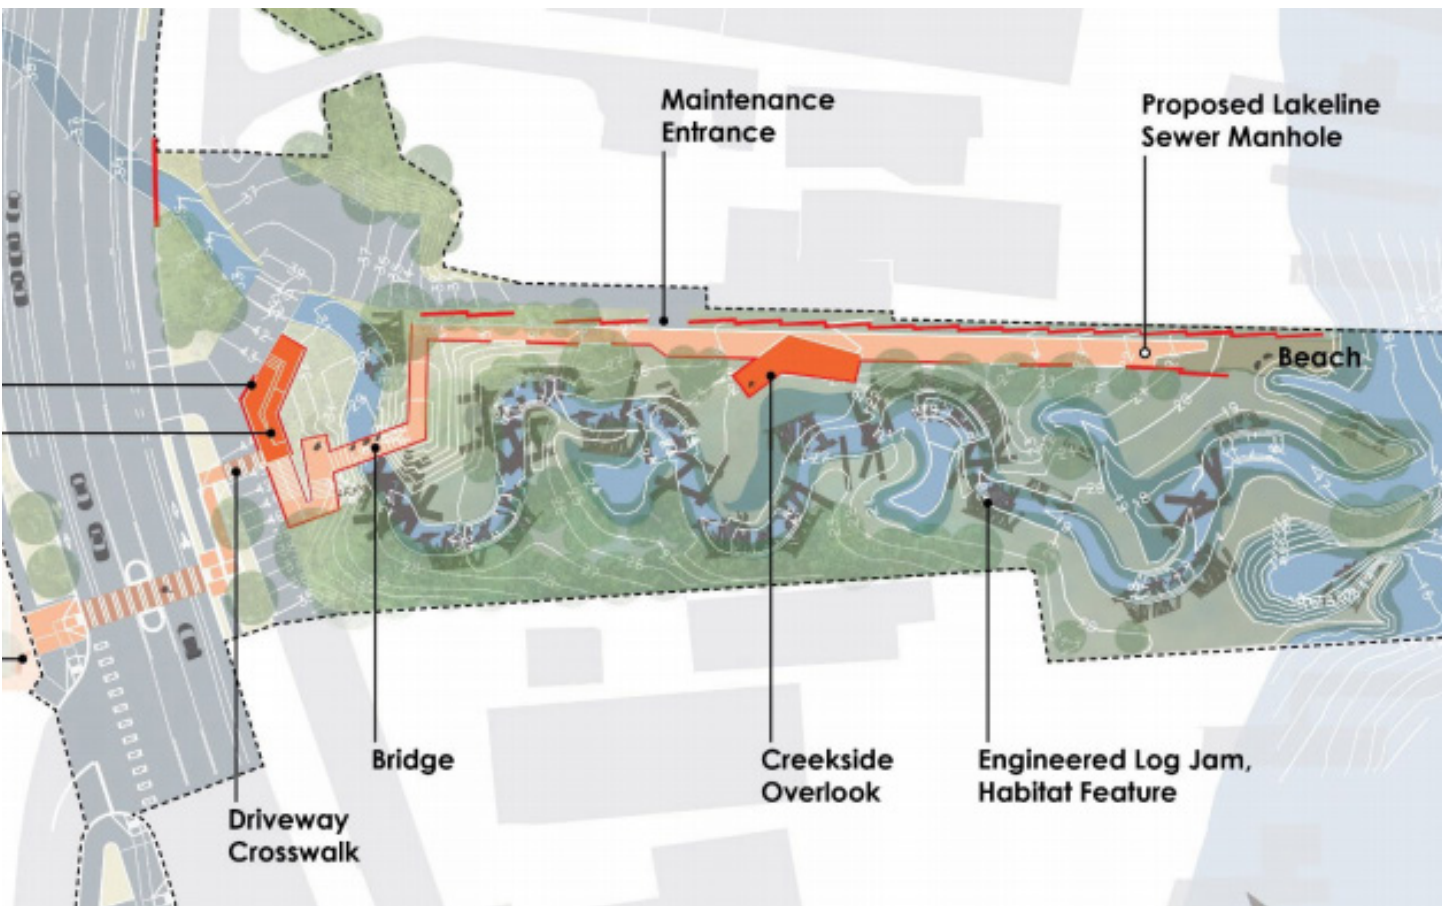 Maintenance
Entrance
Proposed Lakeline
Sewer Manhole
Beach
Bridge
Creekside
Overlook
Engineered Log Jam,
Habitat Feature
Driveway
Crosswalk